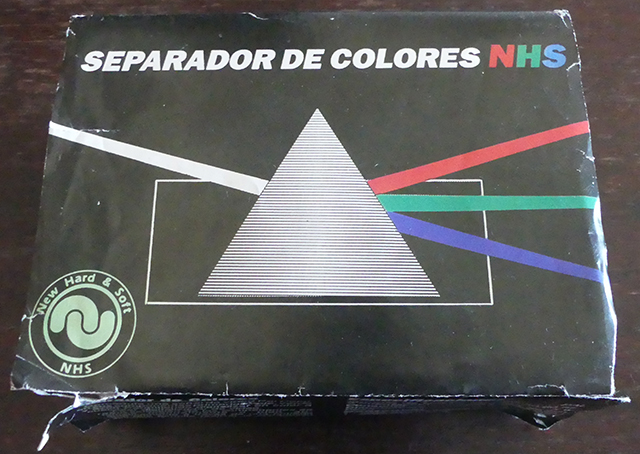 SEPARADOR DE COLORES NHS
New Hard & Soft
NHS